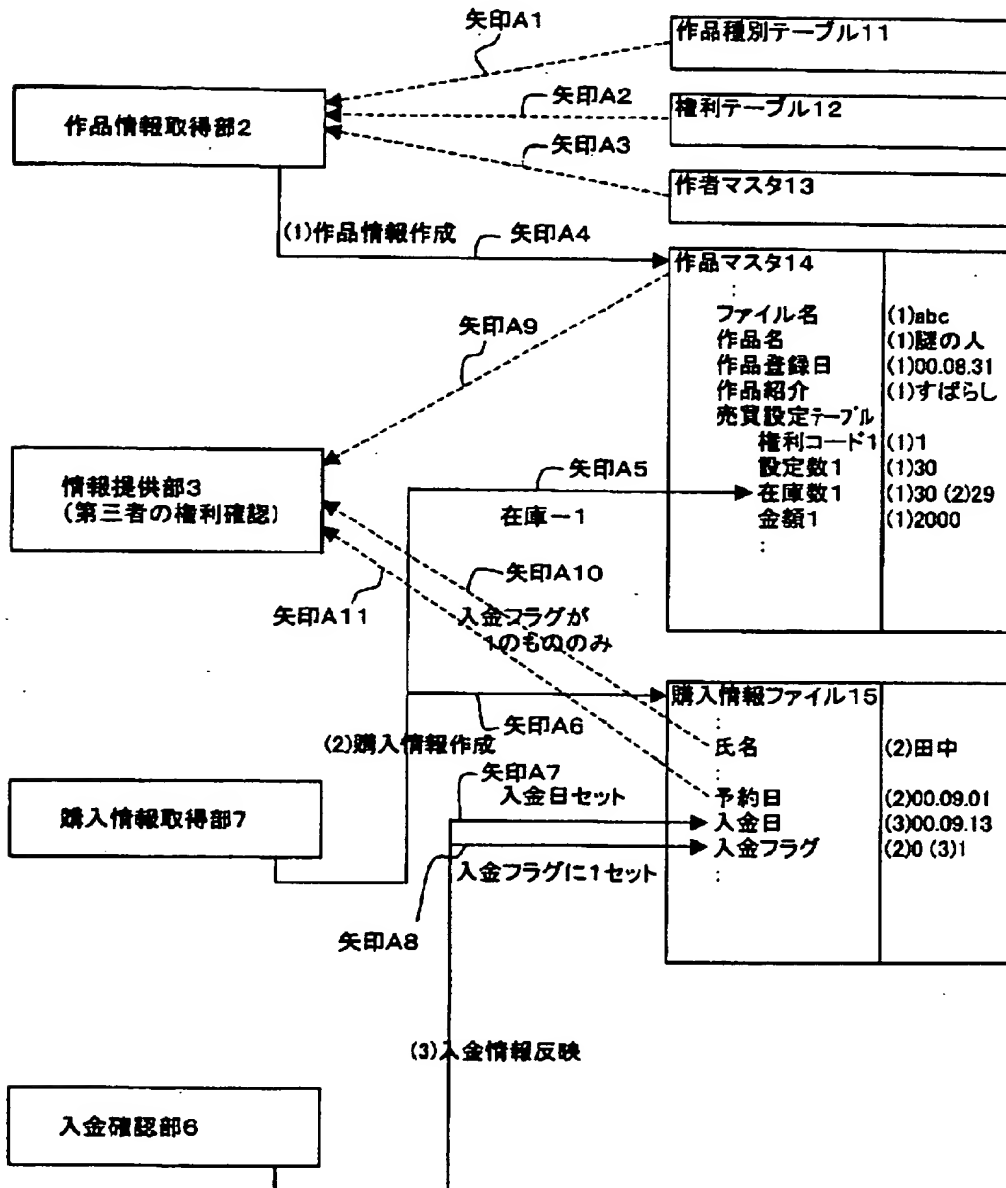 矢印A1
作品種別テーブル11
作品情報取得部2
矢印A2
権利テーブル12
矢印A3
作者マスタ13
(1)作品情報作成
矢印A4
作品マスタ14
:
矢印A9
ファイル名 (1)abc
作品名 (1)謎の人
作品登録日 (1)00.08.31
作品紹介 (1)すばらし
売買設定テーブル
権利コード1 (1)1
設定数1 (1)30
在庫数1 (1)30 (2)29
金額1 (1)2000
:
情報提供部3
(第三者の権利確認)
矢印A5
在庫−1
矢印A10
矢印A11
入金フラグが
1のもののみ
購入情報ファイル15
:
矢印A6
(2)購入情報作成
氏名 (2)田中
:
矢印A7
入金日セット
予約日 (2)00.09.01
入金日 (3)00.09.13
入金フラグ (2)0 (3)1
:
購入情報取得部7
入金フラグに1セット
矢印A8
(3)入金情報反映
入金確認部6